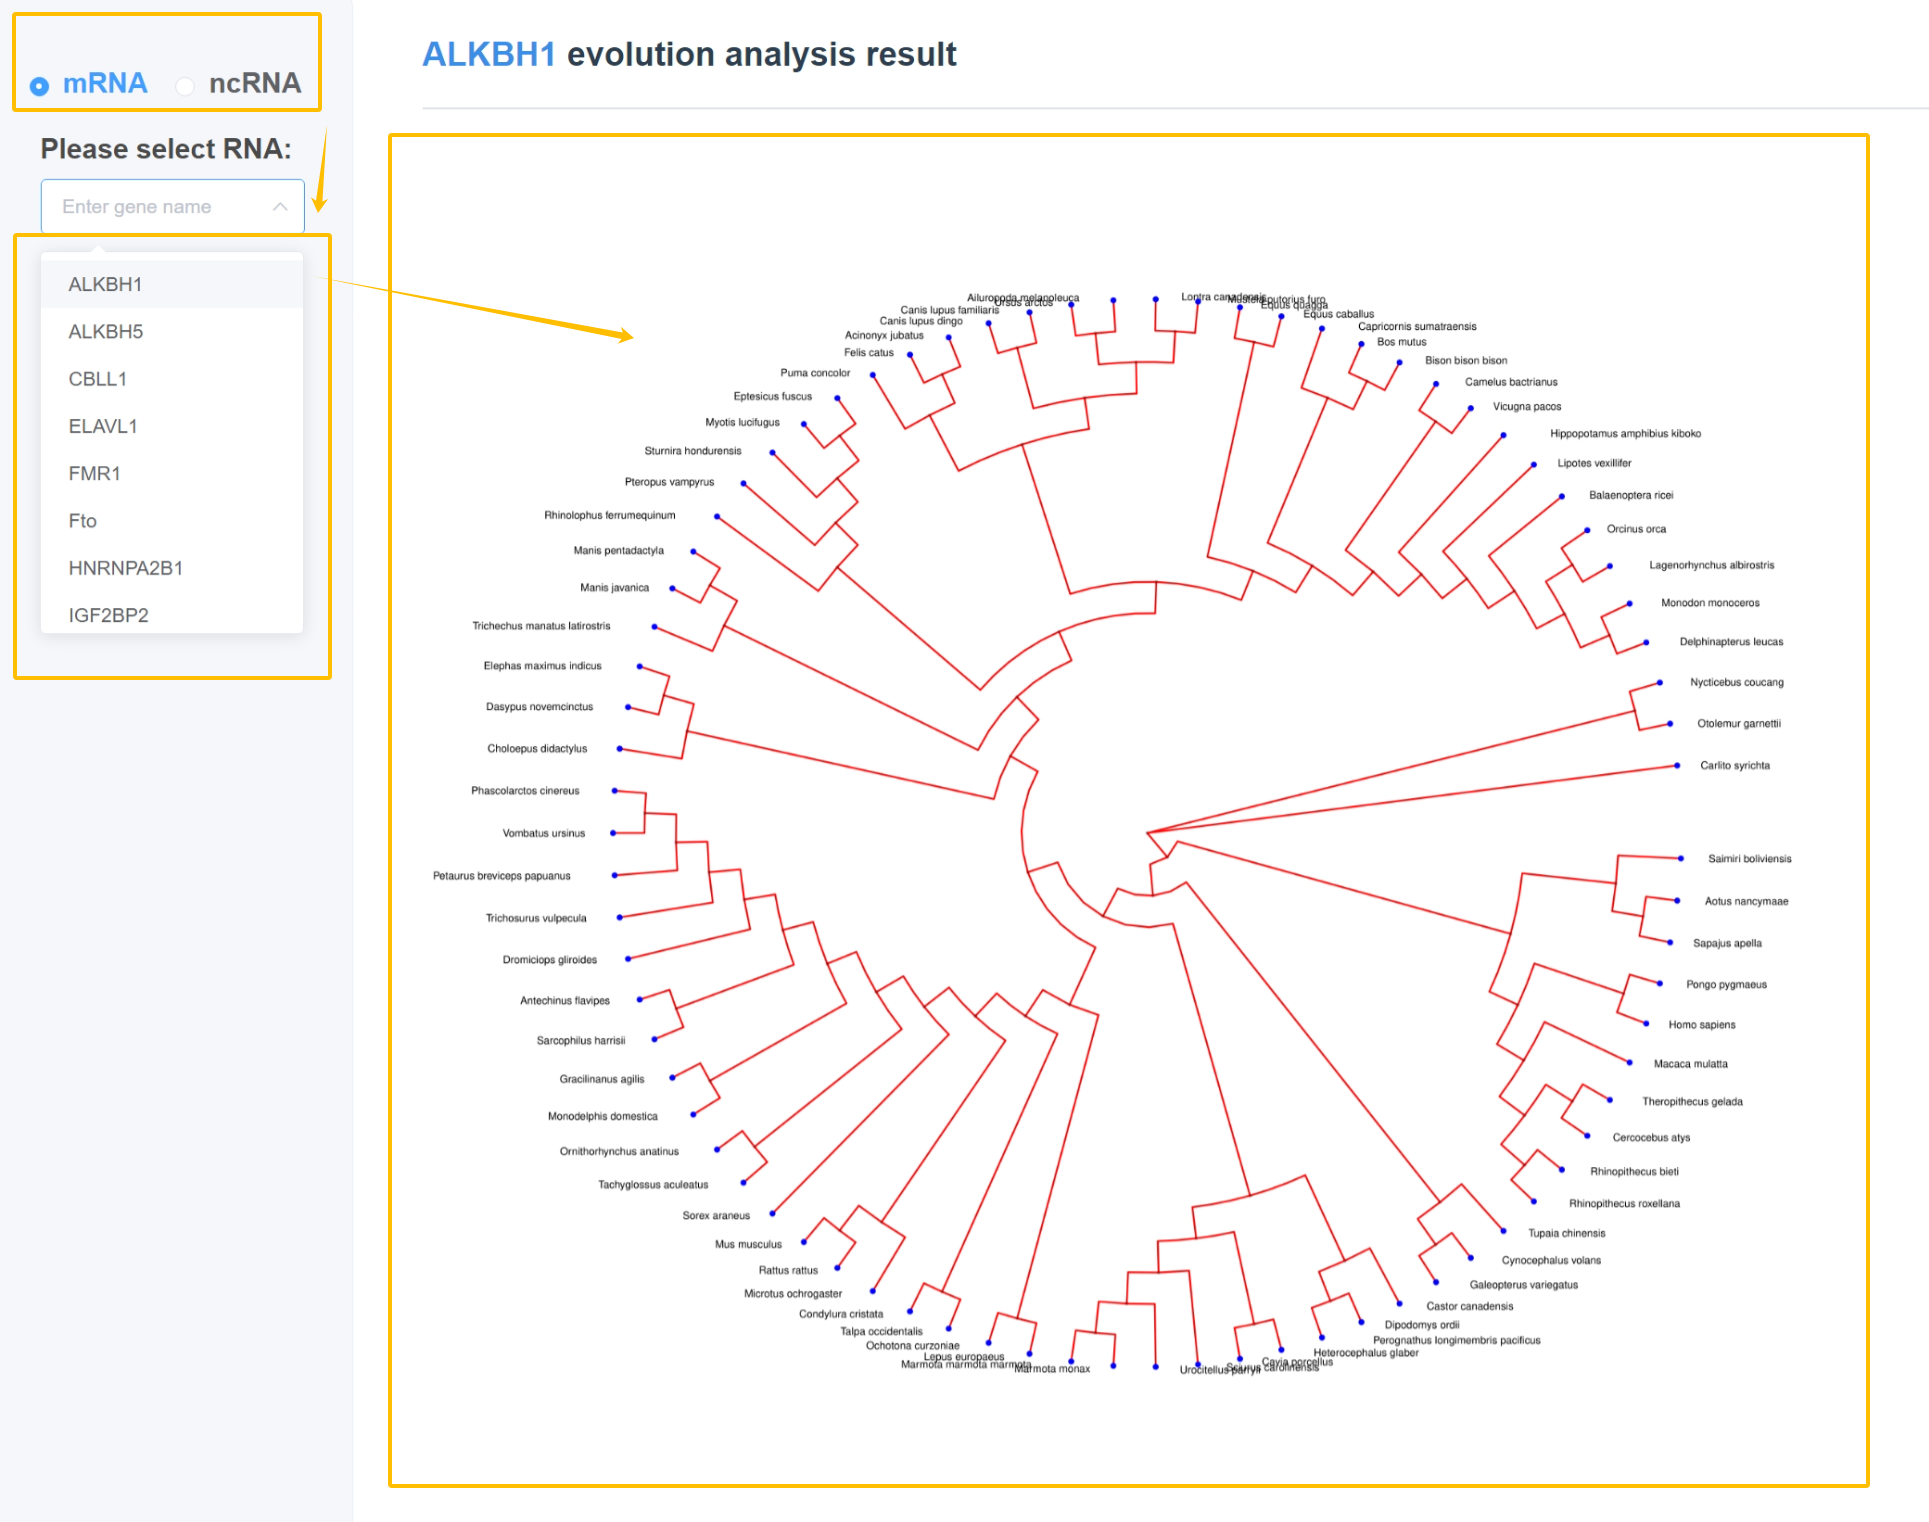 mRNA ncRNA
Please select RNA:
Enter gene name
ALKBH1
ALKBH5
CBLL1
ELAVL1
FMR1
Fto
HNRNPA2B1
IGF2BP2
ALKBH1 evolution analysis result
Ailuropoda melanoleuca
Ursus arctos
Canis lupus familiaris
Canis lupus dingo
Acinonyx jubatus
Felis catus
Puma concolor
Eptesicus fuscus
Myotis lucifugus
Sturnira hondurensis
Pteropus vampyrus
Rhinolophus ferrumequinum
Manis pentadactyla
Manis javanica
Trichechus manatus latirostris
Elephas maximus indicus
Dasypus novemcinctus
Choloepus didactylus
Phascolarctos cinereus
Vombatus ursinus
Petaurus breviceps papuanus
Trichosurus vulpecula
Dromiciops gliroides
Antechinus flavipes
Sarcophilus harrisii
Gracilinanus agilis
Monodelphis domestica
Ornithorhynchus anatinus
Tachyglossus aculeatus
Sorex araneus
Mus musculus
Rattus rattus
Microtus ochrogaster
Condylura cristata
Talpa occidentalis
Ochotona curzoniae
Lepus europaeus
Marmota marmota marmota
Marmota monax
Urocitellus parryii
Sciurus carolinensis
Cavia porcellus
Heterocephalus glaber
Perognathus longimembris pacificus
Dipodomys ordii
Castor canadensis
Galeopterus variegatus
Cynocephalus volans
Tupaia chinensis
Rhinopithecus roxellana
Rhinopithecus bieti
Cercocebus atys
Theropithecus gelada
Macaca mulatta
Homo sapiens
Pongo pygmaeus
Sapajus apella
Aotus nancymaae
Saimiri boliviensis
Carlito syrichta
Otolemur garnettii
Nycticebus coucang
Delphinapterus leucas
Monodon monoceros
Lagenorhynchus albirostris
Orcinus orca
Balaenoptera ricei
Lipotes vexillifer
Hippopotamus amphibius kiboko
Vicugna pacos
Camelus bactrianus
Bison bison bison
Bos mutus
Capricornis sumatraensis
Equus caballus
Equus quagga
Mustela putorius furo
Lontra canadensis